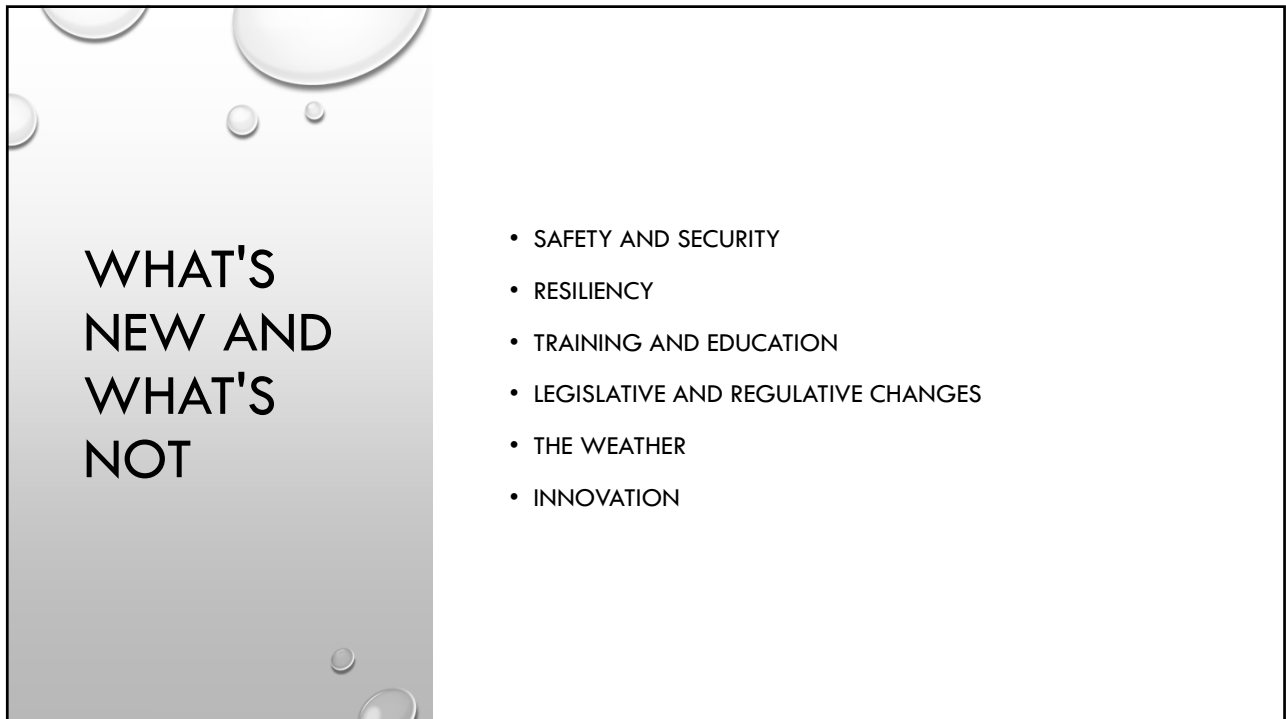 WHAT'S
NEW AND
WHAT'S
NOT
• SAFETY AND SECURITY
• RESILIENCY
• TRAINING AND EDUCATION
• LEGISLATIVE AND REGULATIVE CHANGES
• THE WEATHER
• INNOVATION